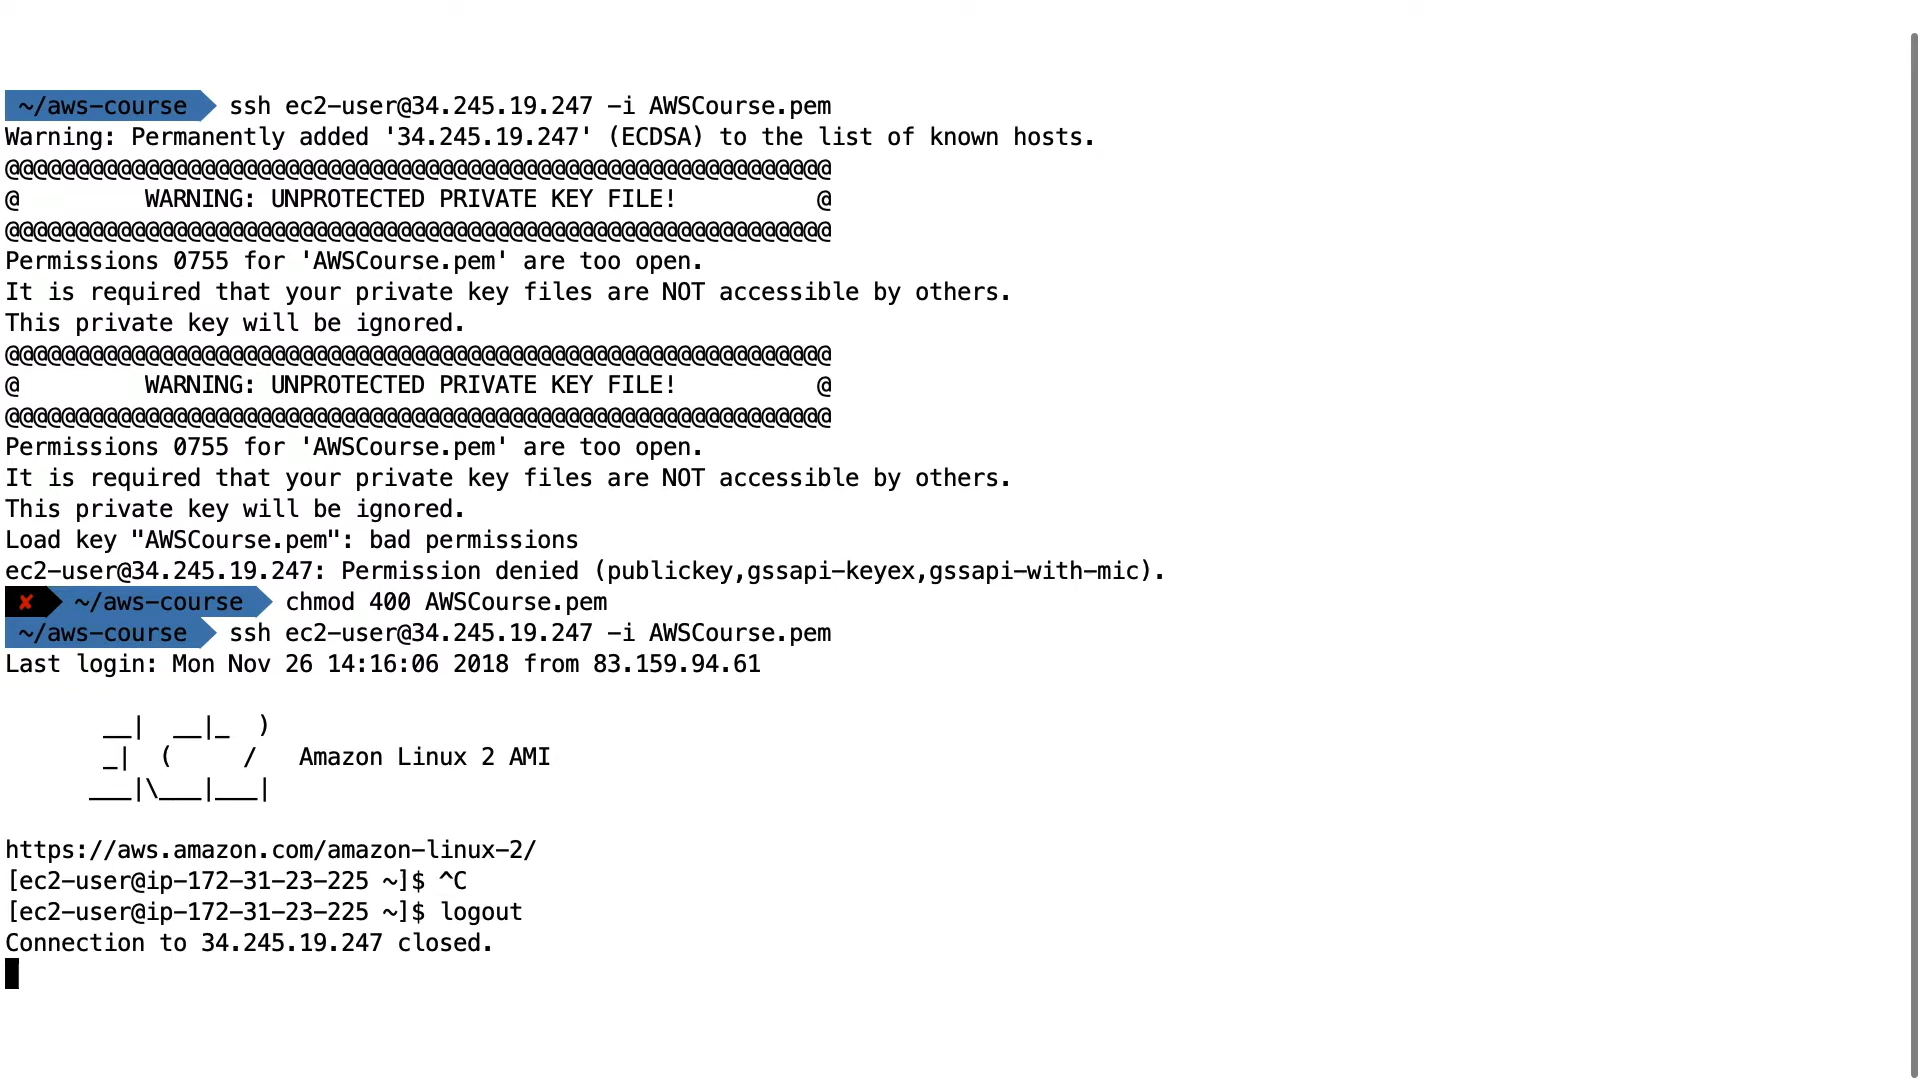 ~/aws-course ssh ec2-user@34.245.19.247 -i AWSCourse.pem
Warning: Permanently added '34.245.19.247' (ECDSA) to the list of known hosts.
@@@@@@@@@@@@@@@@@@@@@@@@@@@@@@@@@@@@@@@@@@@@@@@@@@@@@@@@@@@
@         WARNING: UNPROTECTED PRIVATE KEY FILE!          @
@@@@@@@@@@@@@@@@@@@@@@@@@@@@@@@@@@@@@@@@@@@@@@@@@@@@@@@@@@@
Permissions 0755 for 'AWSCourse.pem' are too open.
It is required that your private key files are NOT accessible by others.
This private key will be ignored.
@@@@@@@@@@@@@@@@@@@@@@@@@@@@@@@@@@@@@@@@@@@@@@@@@@@@@@@@@@@
@         WARNING: UNPROTECTED PRIVATE KEY FILE!          @
@@@@@@@@@@@@@@@@@@@@@@@@@@@@@@@@@@@@@@@@@@@@@@@@@@@@@@@@@@@
Permissions 0755 for 'AWSCourse.pem' are too open.
It is required that your private key files are NOT accessible by others.
This private key will be ignored.
Load key "AWSCourse.pem": bad permissions
ec2-user@34.245.19.247: Permission denied (publickey,gssapi-keyex,gssapi-with-mic).
✘ ~/aws-course chmod 400 AWSCourse.pem
~/aws-course ssh ec2-user@34.245.19.247 -i AWSCourse.pem
Last login: Mon Nov 26 14:16:06 2018 from 83.159.94.61
       __|  __|_  )
       _|  (     /   Amazon Linux 2 AMI
      ___|\___|___|
https://aws.amazon.com/amazon-linux-2/
[ec2-user@ip-172-31-23-225 ~]$ ^C
[ec2-user@ip-172-31-23-225 ~]$ logout
Connection to 34.245.19.247 closed.